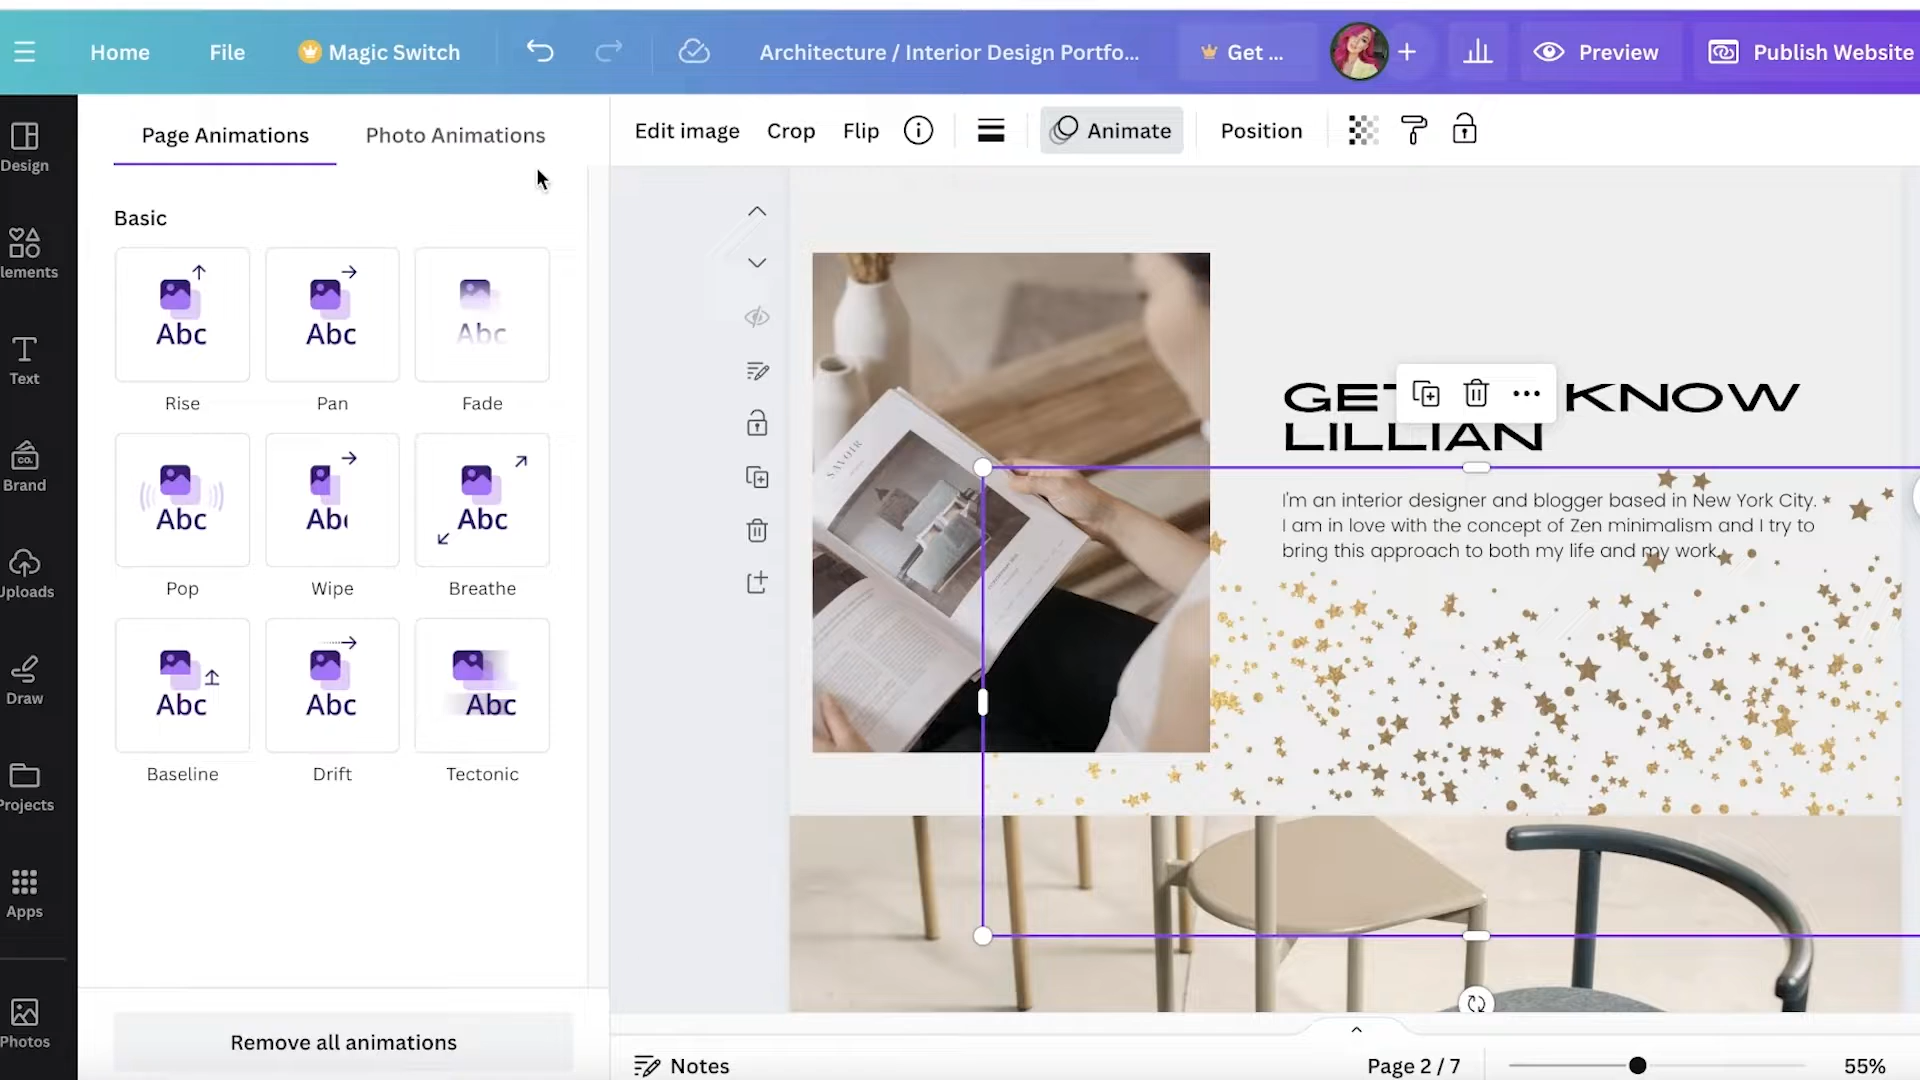 Home
File
Magic Switch
Architecture / Interior Design Portfo...
Get ...
Preview
Publish Website
Design
lements
Text
Brand
Jploads
Draw
Projects
Apps
Photos
Page Animations
Photo Animations
Basic
Abc
Abc
Abc
Rise
Pan
Fade
Abc
Ab
Abc
Pop
Wipe
Breathe
Abc
Abc
Abc
Baseline
Drift
Tectonic
Remove all animations
Edit image
Crop
Flip
Animate
Position
SAVOIR
GET KNOW
LILLIAN
I'm an interior designer and blogger based in New York City.
I am in love with the concept of Zen minimalism and I try to
bring this approach to both my life and my work.
Notes
Page 2 / 7
55%
co.